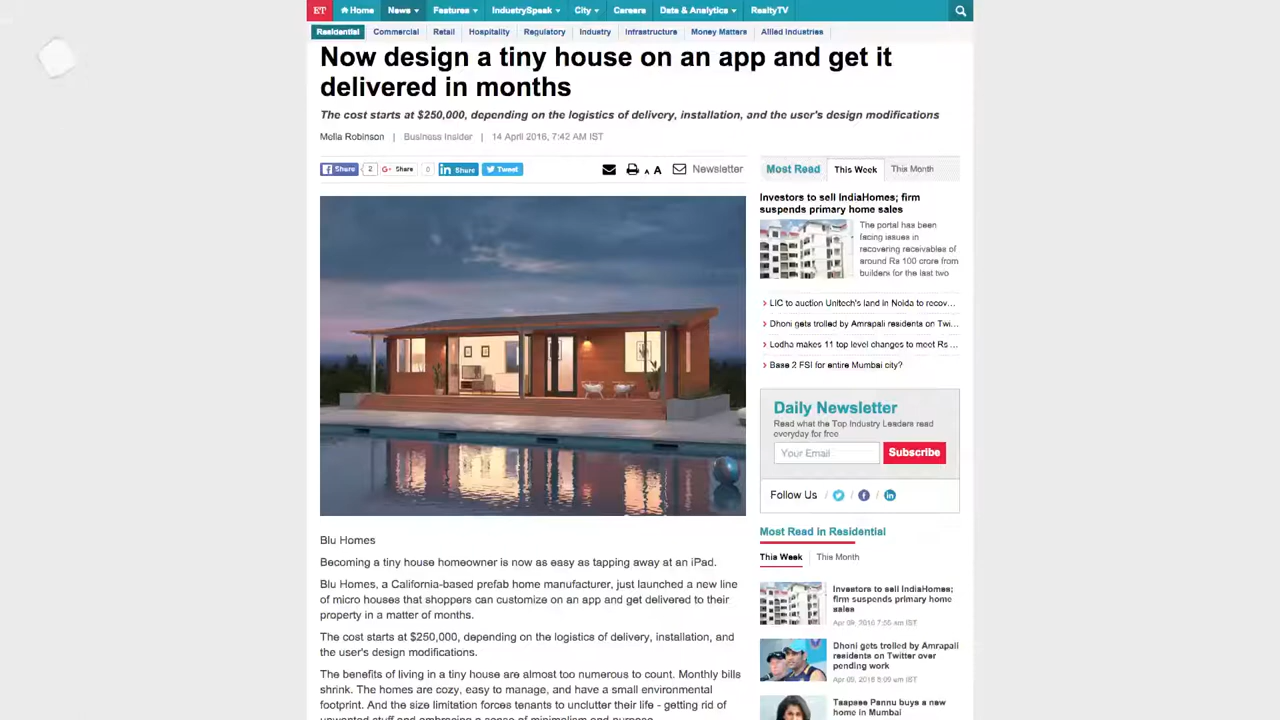 ET Home News Features IndustrySpeak City Careers Data & Analytics RealtyTV
Residential Commercial Retail Hospitality Regulatory Industry Infrastructure Money Matters Allied Industries
Now design a tiny house on an app and get it
delivered in months
The cost starts at $250,000, depending on the logistics of delivery, installation, and the user's design modifications
Melia Robinson | Business Insider | 14 April 2016, 7:42 AM IST
Share 2 G+ Share 0 in Share Tweet A A Newsletter
Most Read This Week This Month
Investors to sell IndiaHomes; firm
suspends primary home sales
The portal has been
facing issues in
recovering receivables of
around Rs 100 crore from
builders for the last two
LIC to auction Unitech's land in Noida to recov...
Dhoni gets trolled by Amrapali residents on Twi...
Lodha makes 11 top level changes to meet Rs ...
Base 2 FSI for entire Mumbai city?
Daily Newsletter
Read what the Top Industry Leaders read
everyday for free
Your Email Subscribe
Follow Us / / /
Blu Homes
Becoming a tiny house homeowner is now as easy as tapping away at an iPad.
Blu Homes, a California-based prefab home manufacturer, just launched a new line
of micro houses that shoppers can customize on an app and get delivered to their
property in a matter of months.
The cost starts at $250,000, depending on the logistics of delivery, installation, and
the user's design modifications.
The benefits of living in a tiny house are almost too numerous to count. Monthly bills
shrink. The homes are cozy, easy to manage, and have a small environmental
footprint. And the size limitation forces tenants to unclutter their life - getting rid of
unwanted stuff and embracing a sense of minimalism and purpose.
Most Read in Residential
This Week This Month
Investors to sell IndiaHomes;
firm suspends primary home
sales
Apr 09, 2016 7:55 am IST
Dhoni gets trolled by Amrapali
residents on Twitter over
pending work
Apr 09, 2016 5:09 am IST
Taapsee Pannu buys a new
home in Mumbai